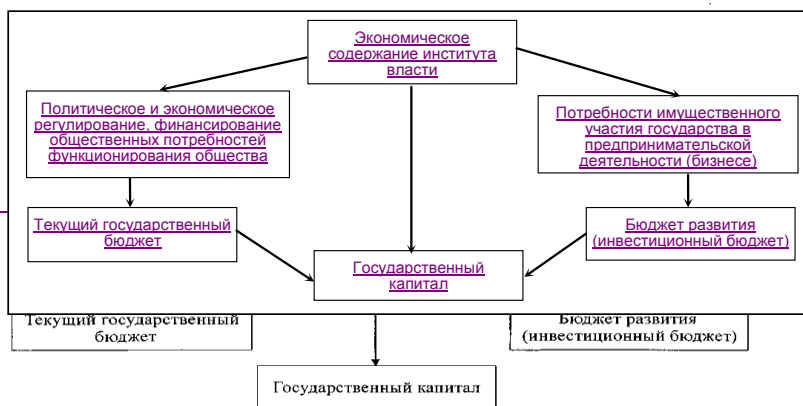 Экономическое
содержание института
власти
Политическое и экономическое
регулирование, финансирование
общественных потребностей
функционирования общества
Потребности имущественного
участия государства в
предпринимательской
деятельности (бизнесе)
Текущий государственный
бюджет
Бюджет развития
(инвестиционный бюджет)
Государственный
капитал
Текущий государственный
бюджет
Бюджет развития
(инвестиционный бюджет)
Государственный капитал